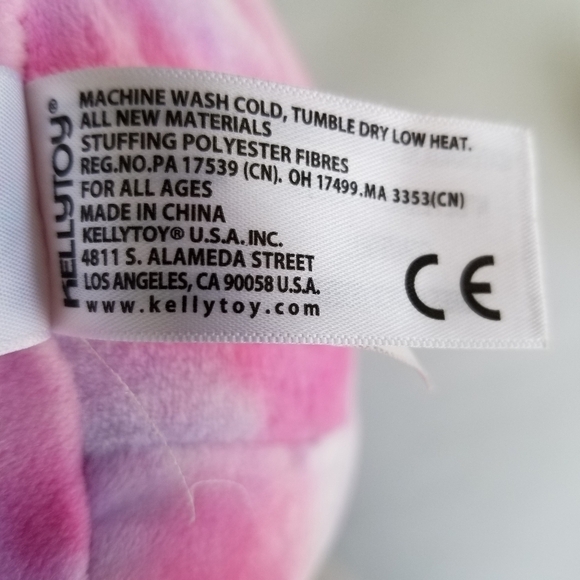 KELLYTOY®
MACHINE WASH COLD, TUMBLE DRY LOW HEAT.
ALL NEW MATERIALS
STUFFING POLYESTER FIBRES
REG.NO.PA 17539 (CN). OH 17499.MA 3353(CN)
FOR ALL AGES
MADE IN CHINA
KELLYTOY® U.S.A. INC.
4811 S. ALAMEDA STREET
LOS ANGELES, CA 90058 U.S.A.
www.kellytoy.com
CE